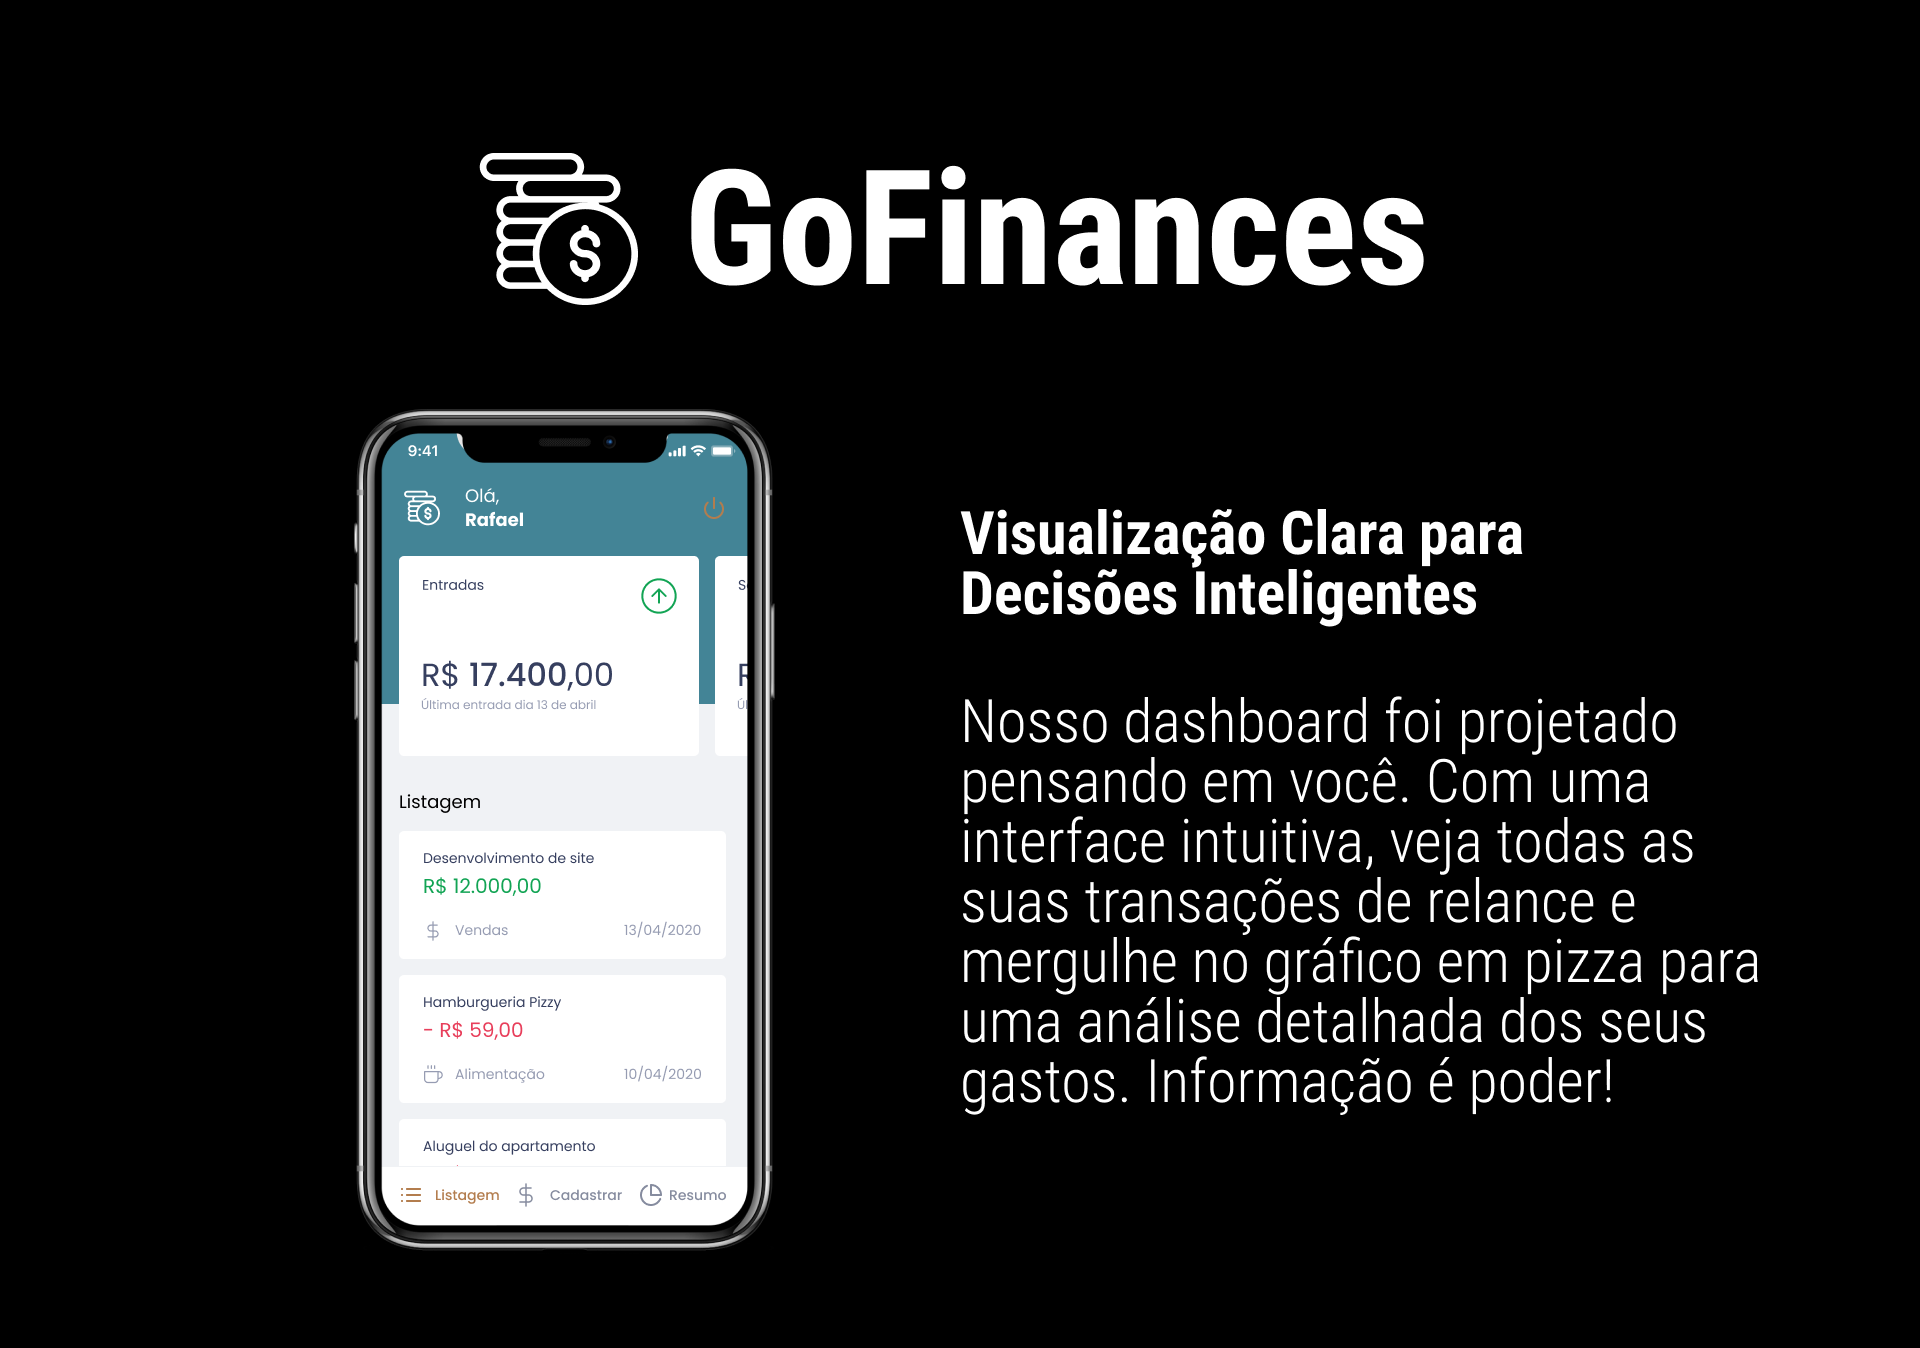 GoFinances
9:41
Olá,
Rafael
Entradas
R$ 17.400,00
Última entrada dia 13 de abril
Listagem
Desenvolvimento de site
R$ 12.000,00
Vendas 13/04/2020
Hamburgueria Pizzy
- R$ 59,00
Alimentação 10/04/2020
Aluguel do apartamento
Listagem Cadastrar Resumo
Visualização Clara para
Decisões Inteligentes
Nosso dashboard foi projetado
pensando em você. Com uma
interface intuitiva, veja todas as
suas transações de relance e
mergulhe no gráfico em pizza para
uma análise detalhada dos seus
gastos. Informação é poder!